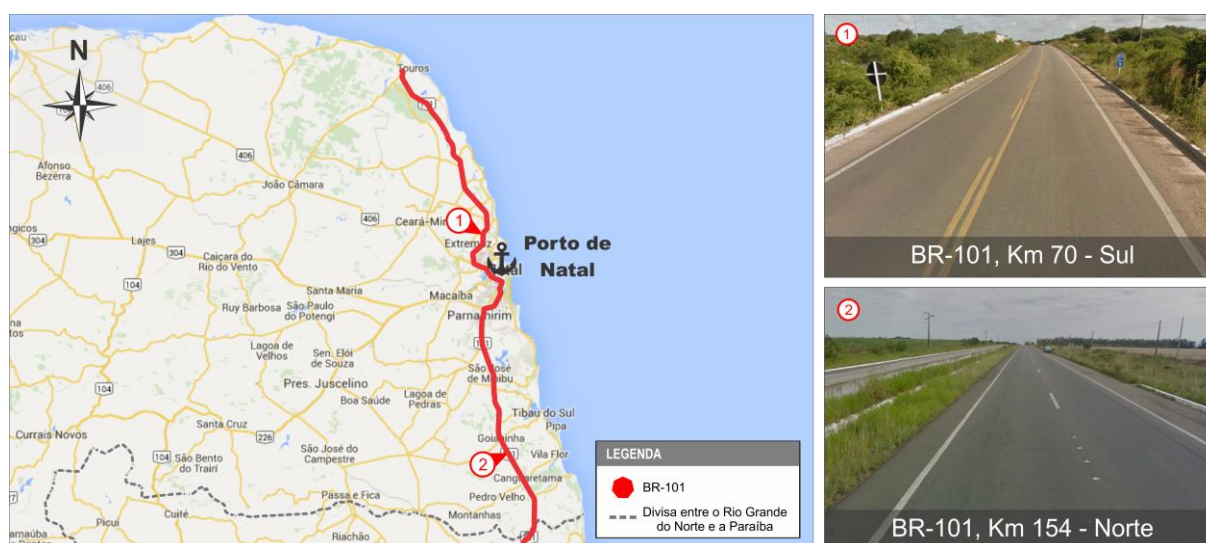 N
Touros
406
101
Afonso
Bezerra
406
João Câmara
406
Ceará-Mi
1
Extremoz
Porto de
Natal
304
304
Lajes
Caiçara do
Rio do Vento
104
Santa Maria
Macaíba
Ruy Barbosa
São Paulo
do Potengi
Parnamirim
101
Lagoa de
Velhos
Sen. Elói
de Souza
São José
de Mipibu
104
Pres. Juscelino
Boa Saúde
Lagoa de
Pedras
Tibau do Sul
Pipa
Santa Cruz
Currais Novos
226
Goianinha
104
São Bento
do Trairi
São José do
Campestre
2
Vila Flor
Canguaretama
Passa e Fica
Pedro Velho
Cuité
Montanhas
Picuí
Riachão
101
LEGENDA
BR-101
Divisa entre o Rio Grande
do Norte e a Paraíba
1
BR-101, Km 70 - Sul
2
BR-101, Km 154 - Norte